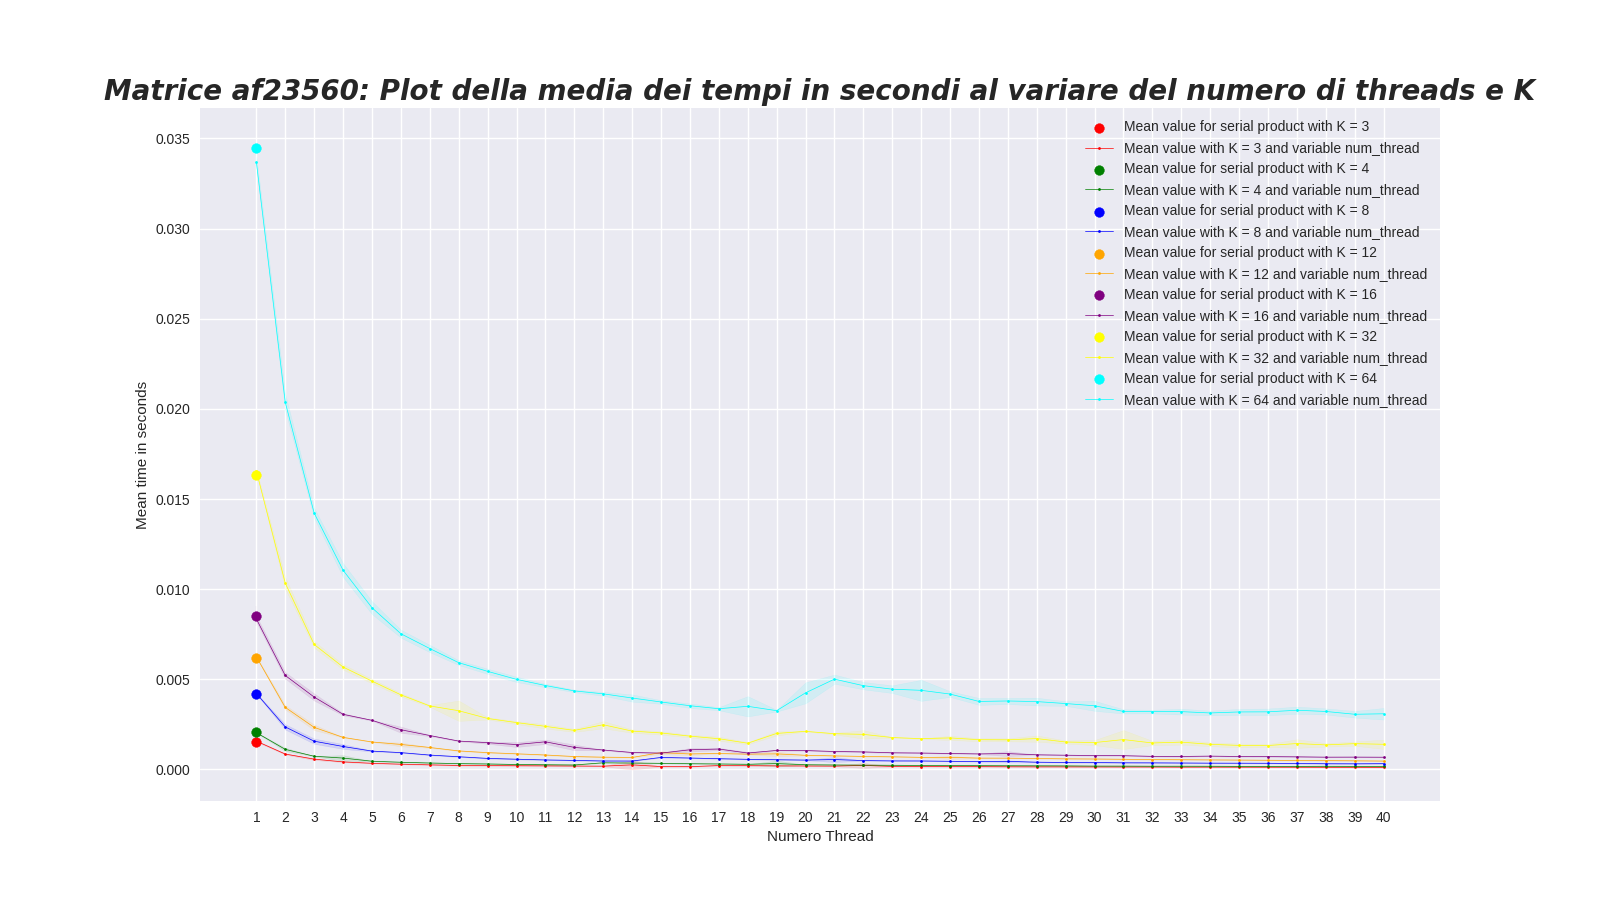 Matrice af23560: Plot della media dei tempi in secondi al variare del numero di threads e K
Mean value for serial product with K = 3
Mean value with K = 3 and variable num_thread
Mean value for serial product with K = 4
Mean value with K = 4 and variable num_thread
Mean value for serial product with K = 8
Mean value with K = 8 and variable num_thread
Mean value for serial product with K = 12
Mean value with K = 12 and variable num_thread
Mean value for serial product with K = 16
Mean value with K = 16 and variable num_thread
Mean value for serial product with K = 32
Mean value with K = 32 and variable num_thread
Mean value for serial product with K = 64
Mean value with K = 64 and variable num_thread
Mean time in seconds
0.035
0.030
0.025
0.020
0.015
0.010
0.005
0.000
1 2 3 4 5 6 7 8 9 10 11 12 13 14 15 16 17 18 19 20 21 22 23 24 25 26 27 28 29 30 31 32 33 34 35 36 37 38 39 40
Numero Thread